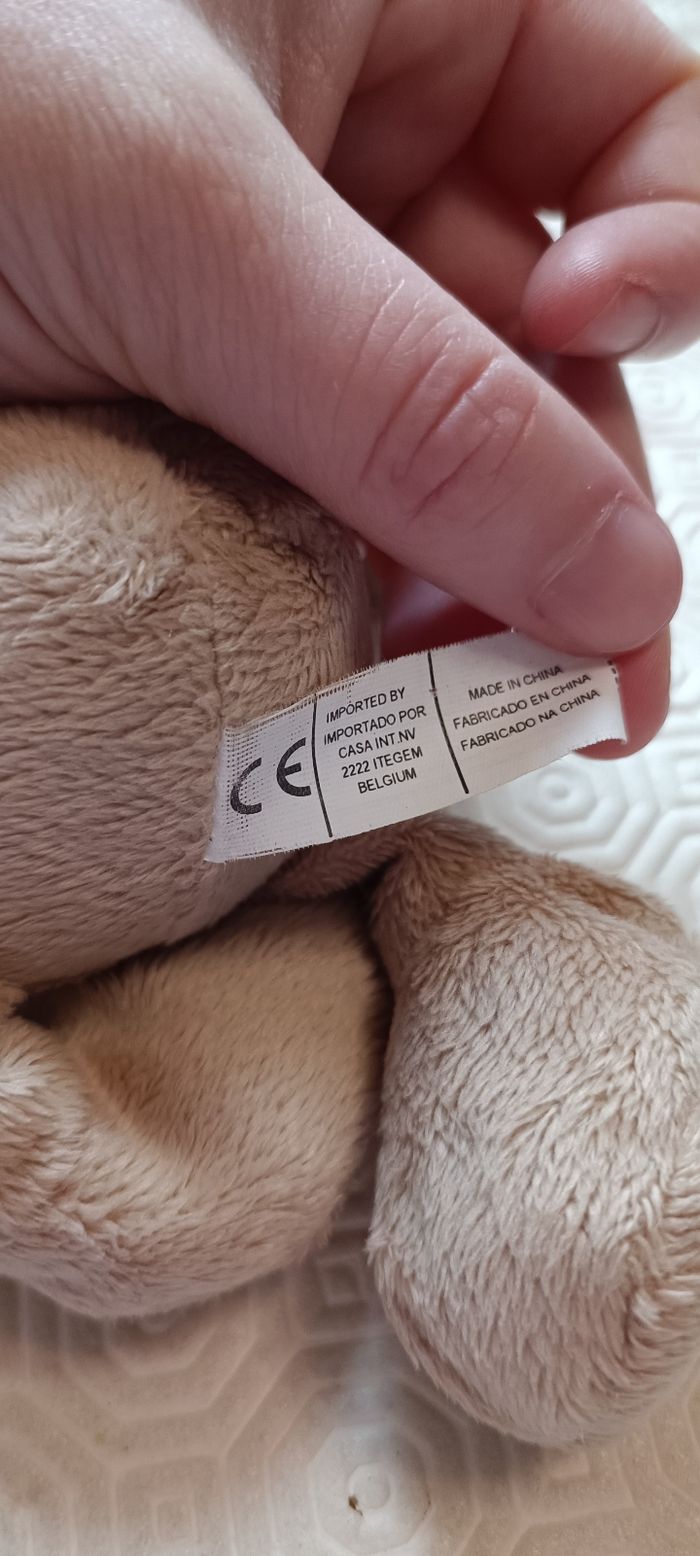 CE
IMPORTED BY
IMPORTADO POR
CASA INT.NV
2222 ITEGEM
BELGIUM
MADE IN CHINA
FABRICADO EN CHINA
FABRICADO NA CHINA